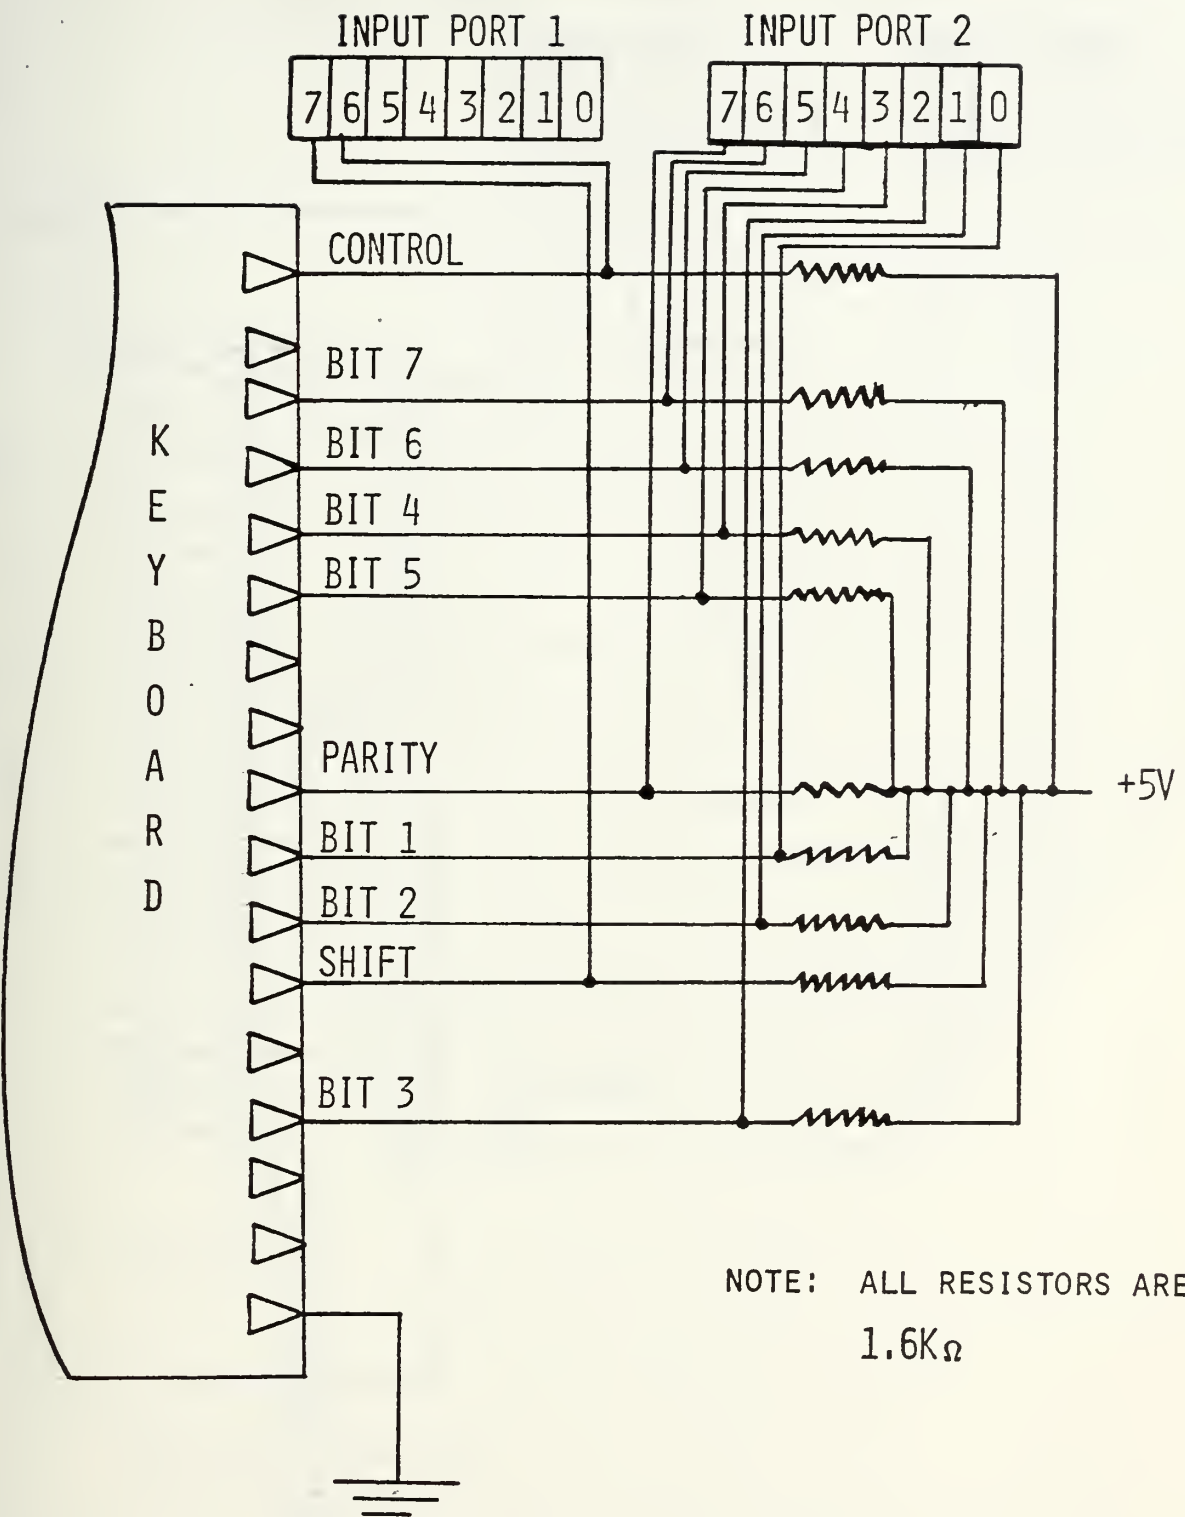 INPUT PORT 1
INPUT PORT 2
7 6 5 4 3 2 1 0
7 6 5 4 3 2 1 0
CONTROL
BIT 7
BIT 6
BIT 4
BIT 5
PARITY
+5V
BIT 1
BIT 2
SHIFT
BIT 3
KEYBOARD
NOTE: ALL RESISTORS ARE
1.6KΩ